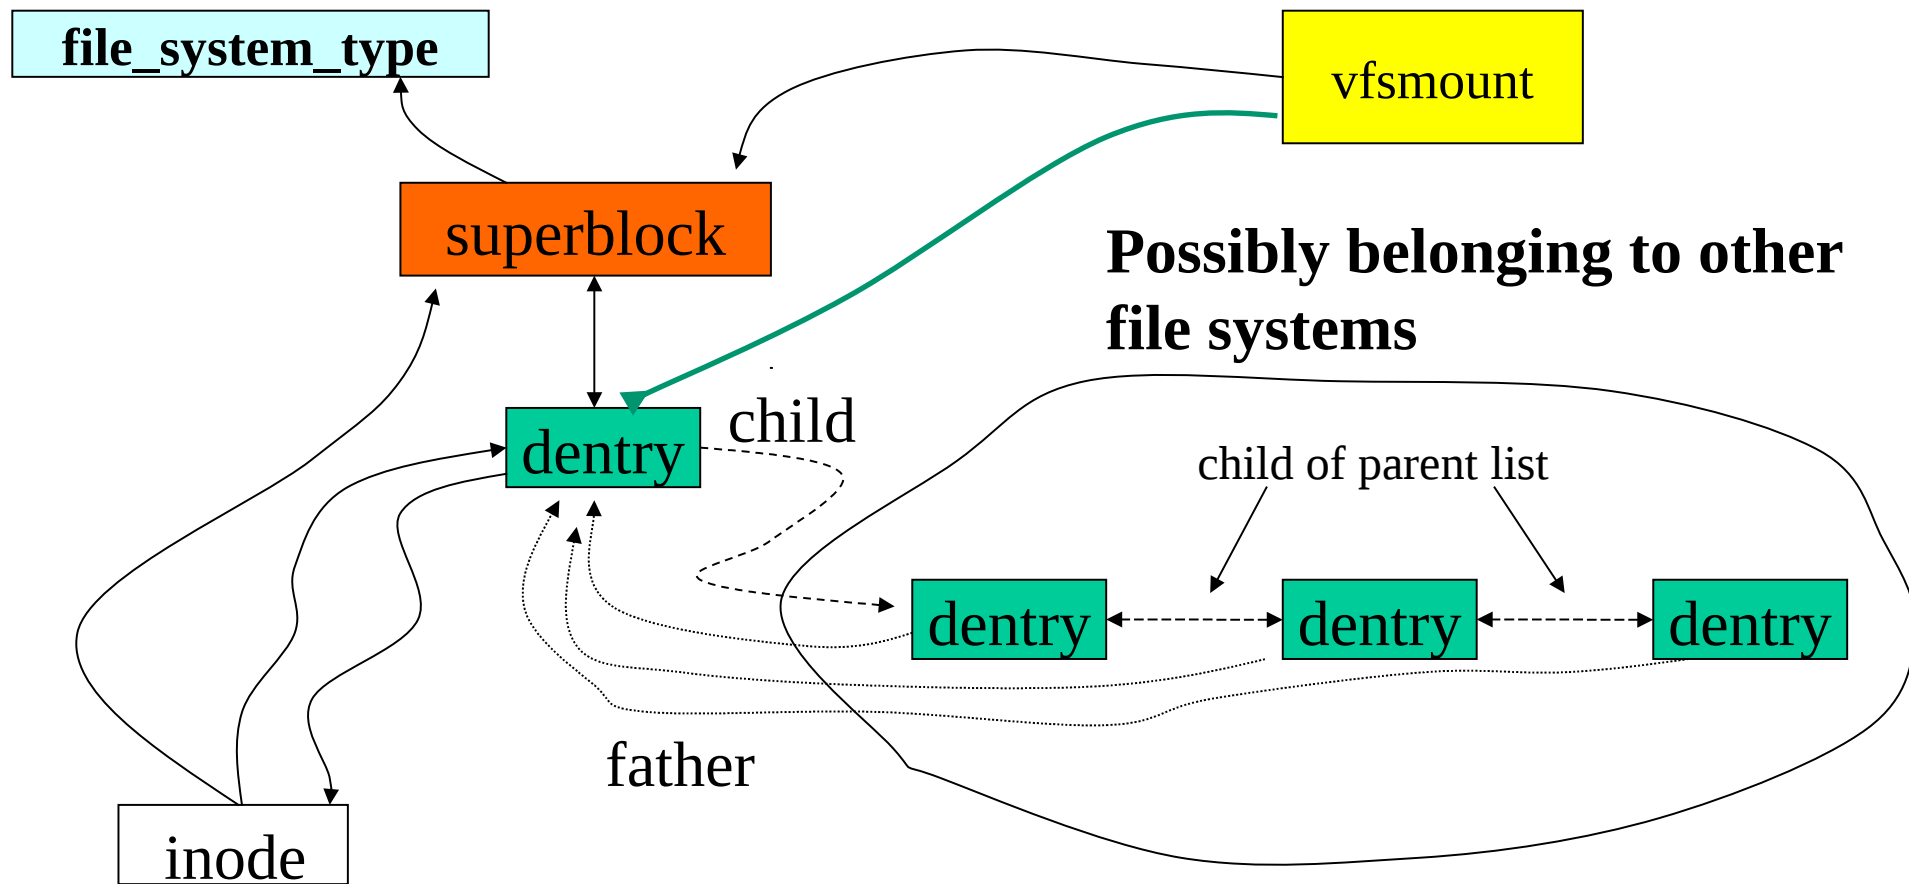 file_system_type
vfsmount
superblock
Possibly belonging to other
file systems
child
dentry
child of parent list
dentry
dentry
dentry
father
inode